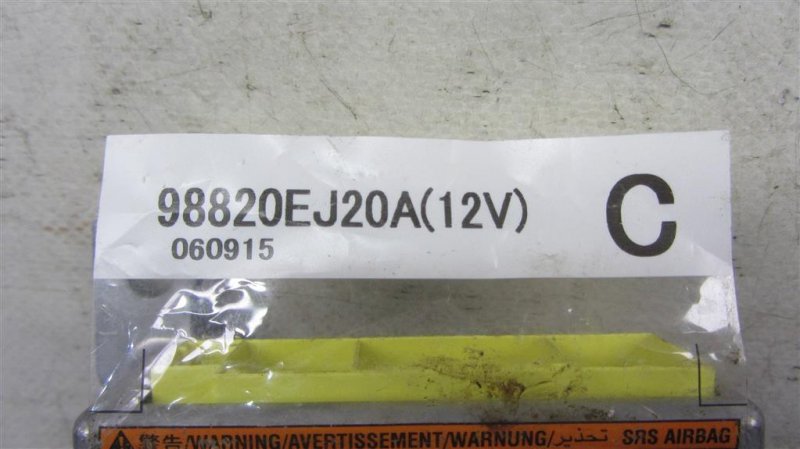 98820EJ20A(12V)
C
060915
警告/WARNING/AVERTISSEMENT/WARNUNG/تحذير SRS AIRBAG